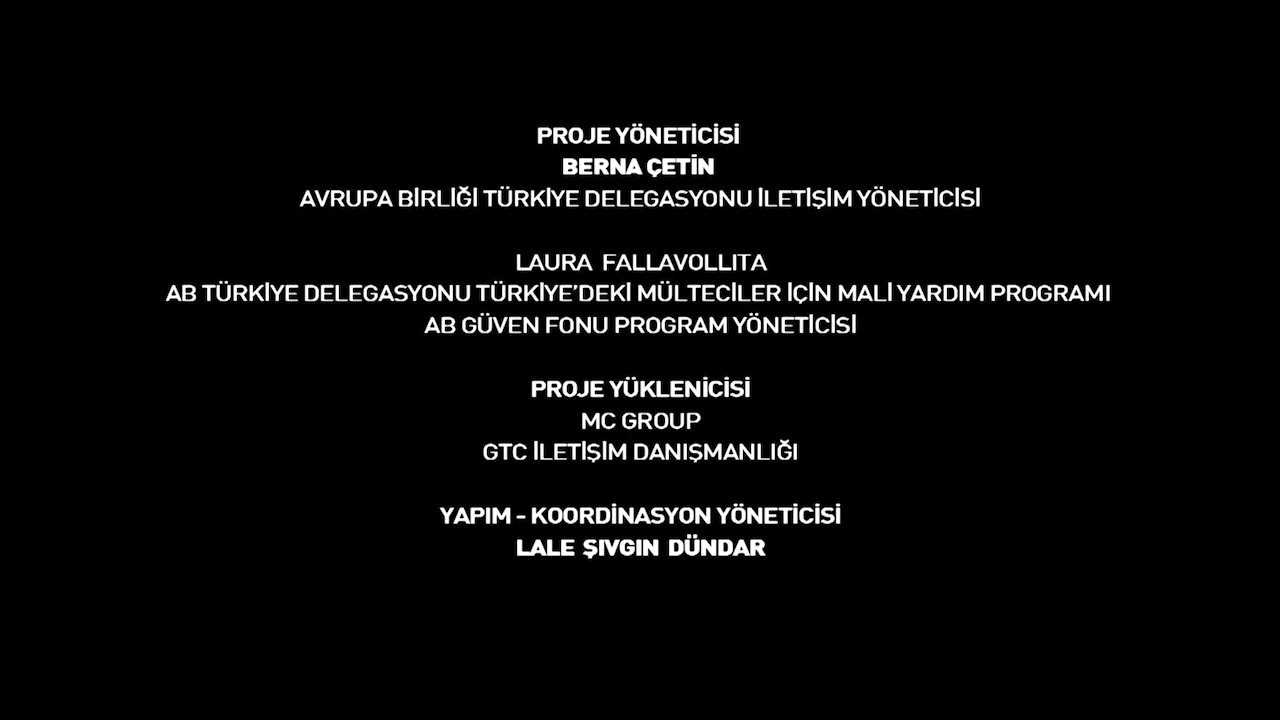 PROJE YÖNETİCİSİ
BERNA ÇETİN
AVRUPA BİRLİĞİ TÜRKİYE DELEGASYONU İLETİŞİM YÖNETİCİSİ
LAURA FALLAVOLLITA
AB TÜRKİYE DELEGASYONU TÜRKİYE'DEKİ MÜLTECİLER İÇİN MALİ YARDIM PROGRAMI
AB GÜVEN FONU PROGRAM YÖNETİCİSİ
PROJE YÜKLENİCİSİ
MC GROUP
GTC İLETİŞİM DANIŞMANLIĞI
YAPIM - KOORDİNASYON YÖNETİCİSİ
LALE ŞIVGIN DÜNDAR